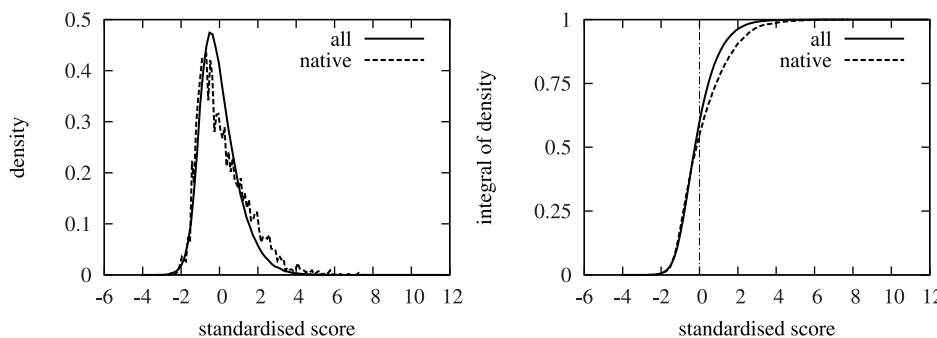 0.5
0.4
0.3
0.2
0.1
0
-6 -4 -2 0 2 4 6 8 10 12
density
standardised score
all
native
1
0.75
0.5
0.25
0
-6 -4 -2 0 2 4 6 8 10 12
integral of density
standardised score
all
native